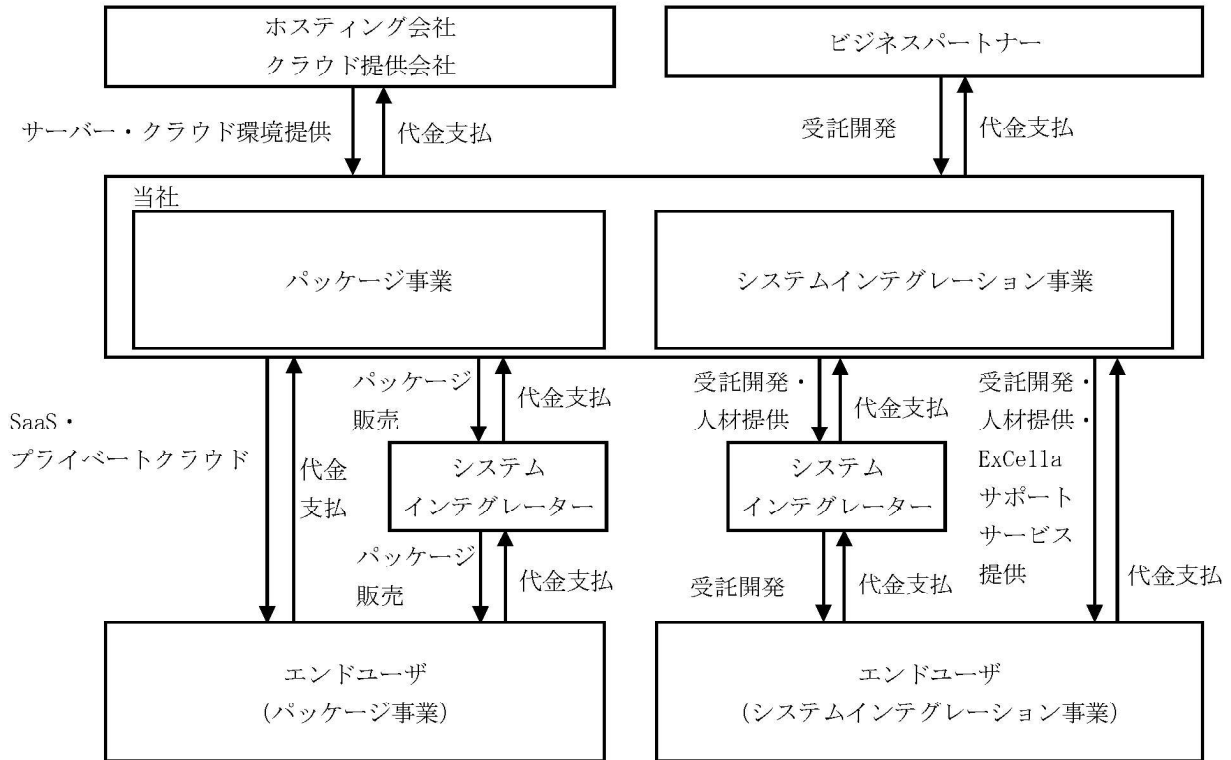 ホスティング会社
クラウド提供会社
ビジネスパートナー
サーバー・クラウド環境提供
代金支払
受託開発
代金支払
当社
パッケージ事業
システムインテグレーション事業
SaaS・
プライベートクラウド
代金
支払
パッケージ
販売
代金支払
システム
インテグレーター
パッケージ
販売
代金支払
受託開発・
人材提供
代金支払
システム
インテグレーター
受託開発
代金支払
受託開発・
人材提供・
ExCella
サポート
サービス
提供
代金支払
エンドユーザ
(パッケージ事業)
エンドユーザ
(システムインテグレーション事業)